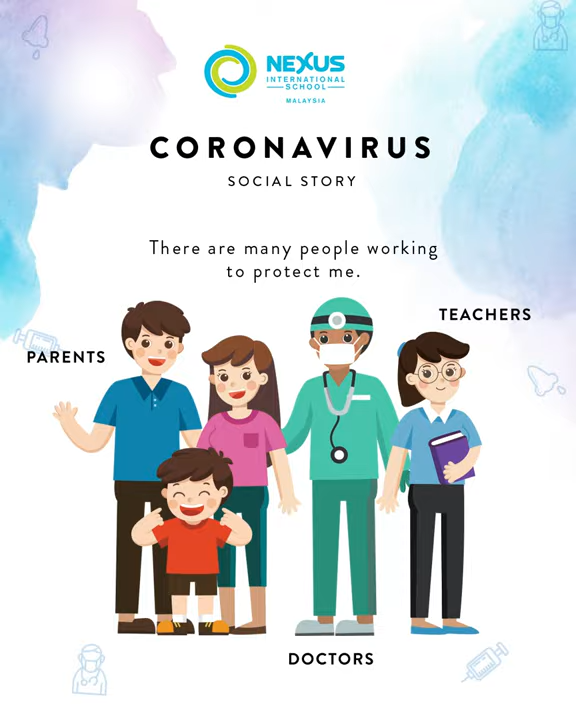 NEXUS
INTERNATIONAL
SCHOOL
MALAYSIA
CORONAVIRUS
SOCIAL STORY
There are many people working
to protect me.
TEACHERS
PARENTS
DOCTORS